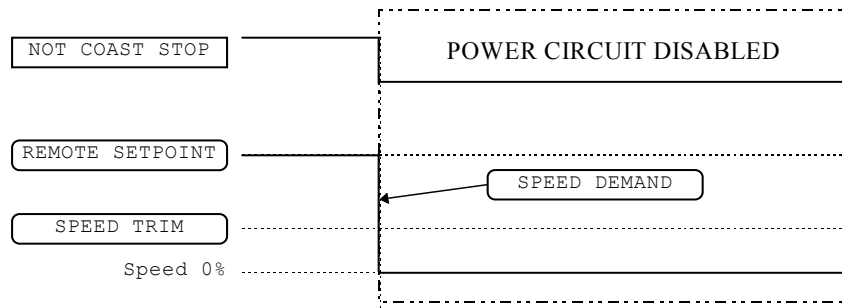 NOT COAST STOP
POWER CIRCUIT DISABLED
REMOTE SETPOINT
SPEED DEMAND
SPEED TRIM
Speed 0%